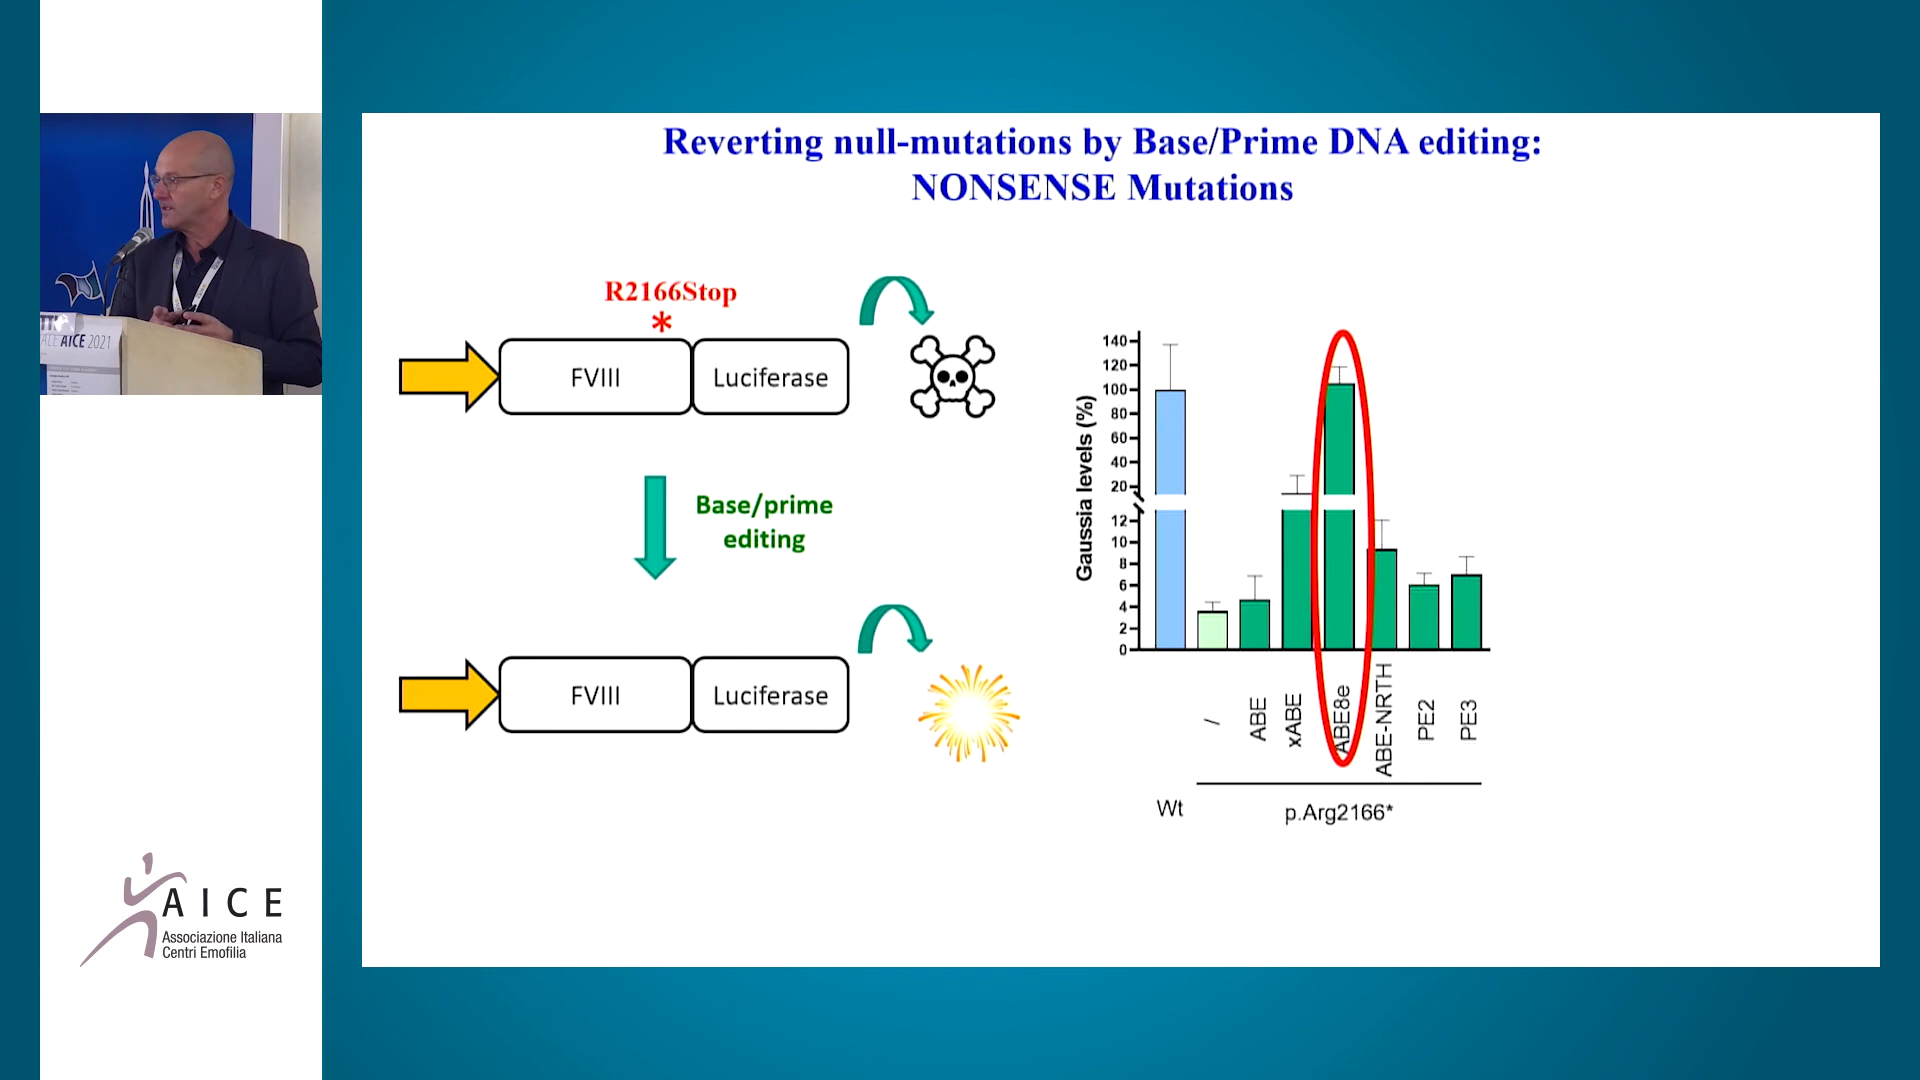 Reverting null-mutations by Base/Prime DNA editing:
NONSENSE Mutations
R2166Stop
*
FVIII
Luciferase
Base/prime
editing
FVIII
Luciferase
Gaussia levels (%)
140
120
100
80
60
40
20
12
10
8
6
4
2
0
/
ABE
xABE
ABE8e
ABE-NRTH
PE2
PE3
Wt
p.Arg2166*
AICE 2021
AICE
Associazione Italiana
Centri Emofilia